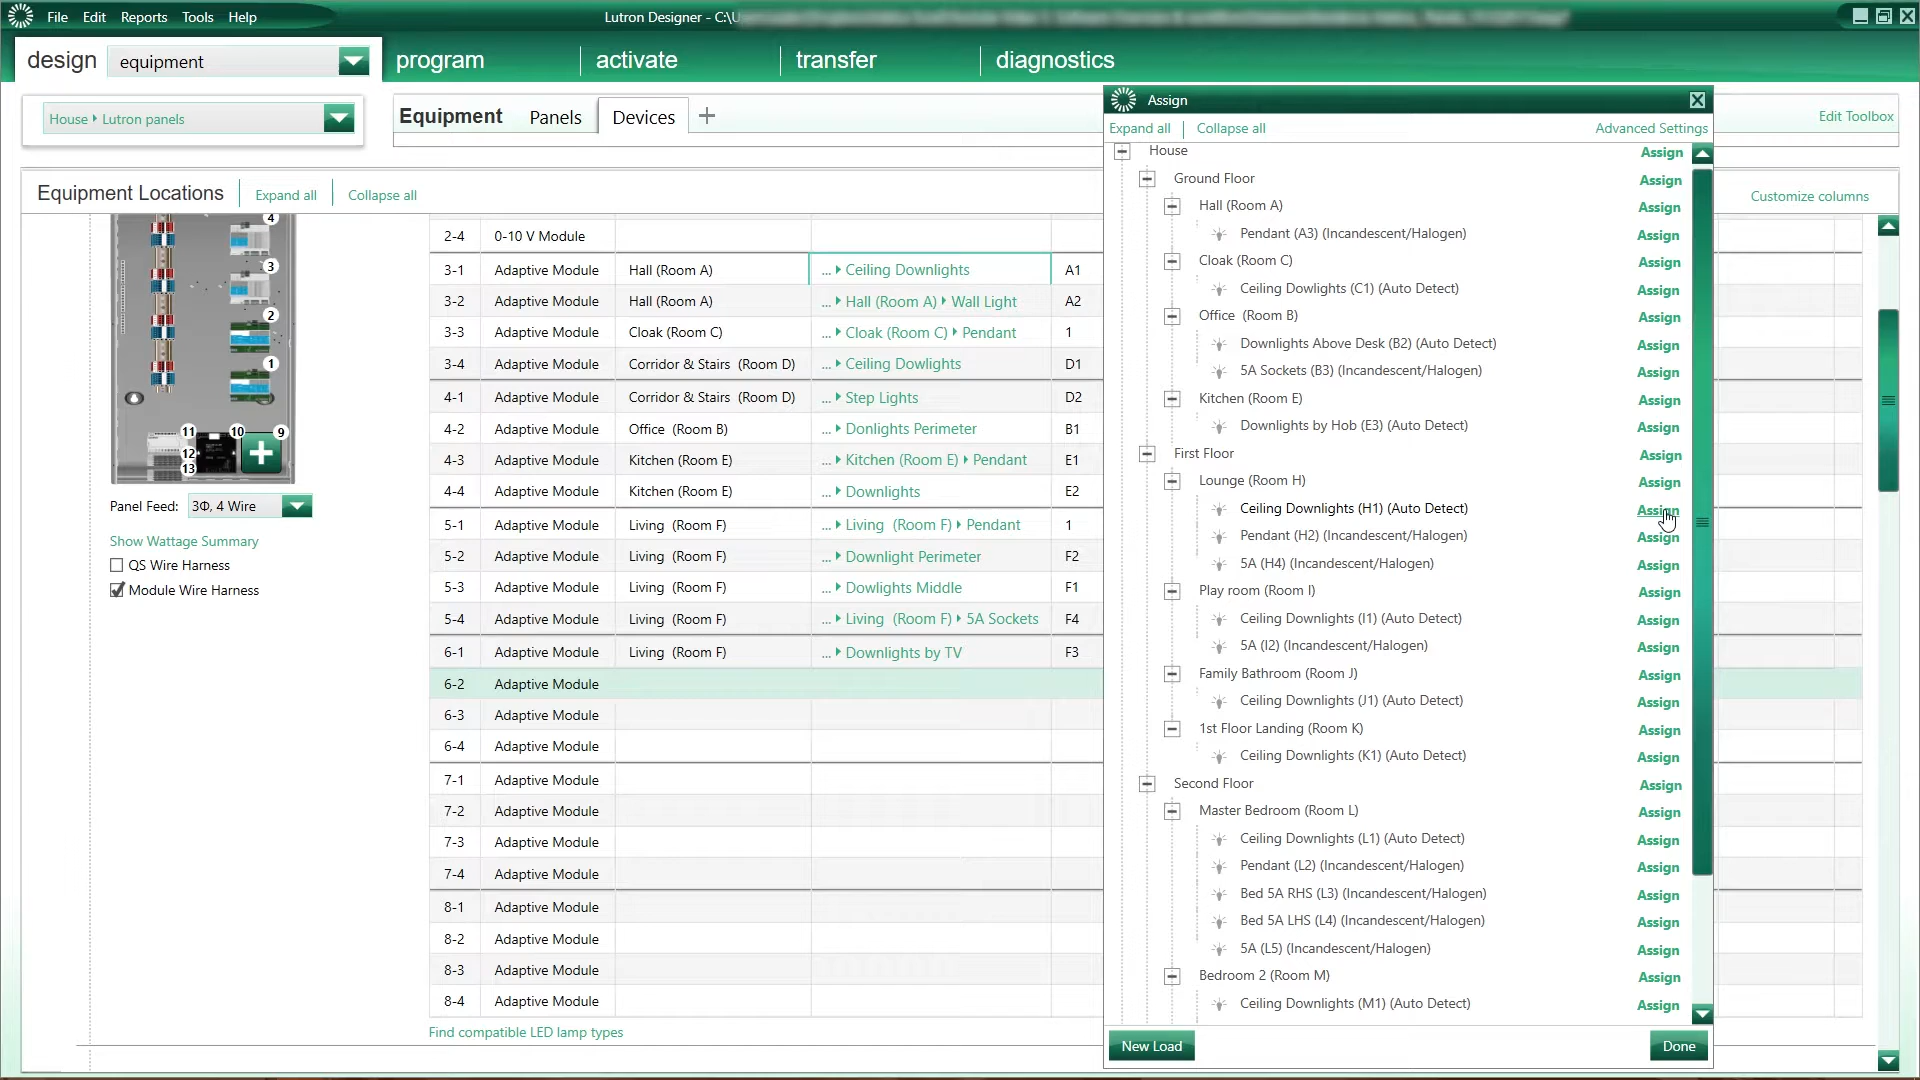 File Edit Reports Tools Help
Lutron Designer - C:\U
design equipment program activate transfer diagnostics
House Lutron panels
Equipment Panels Devices +
Edit Toolbox
Equipment Locations Expand all Collapse all
Customize columns
4
3
2
1
11 10 9
12
13
Panel Feed: 3Φ, 4 Wire
Show Wattage Summary
QS Wire Harness
Module Wire Harness
2-4 0-10 V Module
3-1 Adaptive Module Hall (Room A) ... Ceiling Downlights A1
3-2 Adaptive Module Hall (Room A) ... Hall (Room A) Wall Light A2
3-3 Adaptive Module Cloak (Room C) ... Cloak (Room C) Pendant 1
3-4 Adaptive Module Corridor & Stairs (Room D) ... Ceiling Dowlights D1
4-1 Adaptive Module Corridor & Stairs (Room D) ... Step Lights D2
4-2 Adaptive Module Office (Room B) ... Donlights Perimeter B1
4-3 Adaptive Module Kitchen (Room E) ... Kitchen (Room E) Pendant E1
4-4 Adaptive Module Kitchen (Room E) ... Downlights E2
5-1 Adaptive Module Living (Room F) ... Living (Room F) Pendant 1
5-2 Adaptive Module Living (Room F) ... Downlight Perimeter F2
5-3 Adaptive Module Living (Room F) ... Dowlights Middle F1
5-4 Adaptive Module Living (Room F) ... Living (Room F) 5A Sockets F4
6-1 Adaptive Module Living (Room F) ... Downlights by TV F3
6-2 Adaptive Module
6-3 Adaptive Module
6-4 Adaptive Module
7-1 Adaptive Module
7-2 Adaptive Module
7-3 Adaptive Module
7-4 Adaptive Module
8-1 Adaptive Module
8-2 Adaptive Module
8-3 Adaptive Module
8-4 Adaptive Module
Find compatible LED lamp types
Assign
Expand all Collapse all Advanced Settings
House Assign
Ground Floor Assign
Hall (Room A) Assign
Pendant (A3) (Incandescent/Halogen) Assign
Cloak (Room C) Assign
Ceiling Dowlights (C1) (Auto Detect) Assign
Office (Room B) Assign
Downlights Above Desk (B2) (Auto Detect) Assign
5A Sockets (B3) (Incandescent/Halogen) Assign
Kitchen (Room E) Assign
Downlights by Hob (E3) (Auto Detect) Assign
First Floor Assign
Lounge (Room H) Assign
Ceiling Downlights (H1) (Auto Detect) Assign
Pendant (H2) (Incandescent/Halogen) Assign
5A (H4) (Incandescent/Halogen) Assign
Play room (Room I) Assign
Ceiling Downlights (I1) (Auto Detect) Assign
5A (I2) (Incandescent/Halogen) Assign
Family Bathroom (Room J) Assign
Ceiling Downlights (J1) (Auto Detect) Assign
1st Floor Landing (Room K) Assign
Ceiling Downlights (K1) (Auto Detect) Assign
Second Floor Assign
Master Bedroom (Room L) Assign
Ceiling Downlights (L1) (Auto Detect) Assign
Pendant (L2) (Incandescent/Halogen) Assign
Bed 5A RHS (L3) (Incandescent/Halogen) Assign
Bed 5A LHS (L4) (Incandescent/Halogen) Assign
5A (L5) (Incandescent/Halogen) Assign
Bedroom 2 (Room M) Assign
Ceiling Downlights (M1) (Auto Detect) Assign
New Load Done